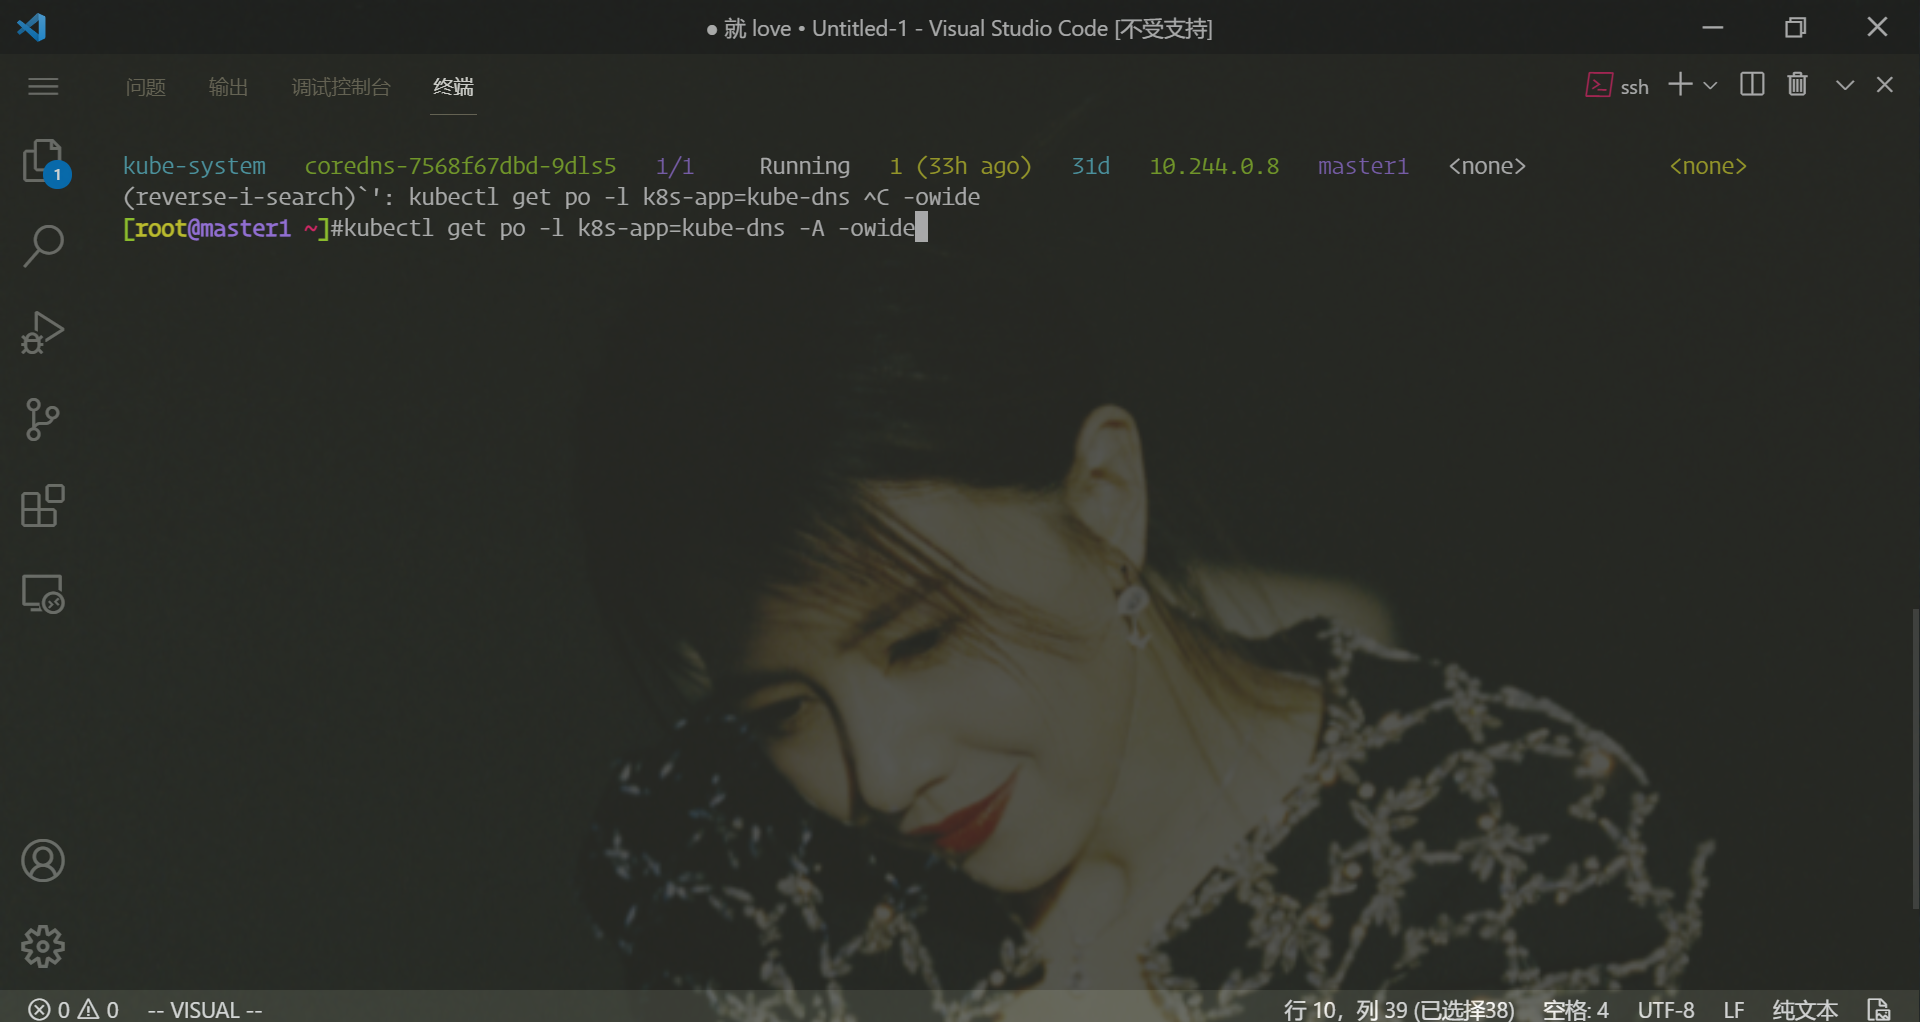 ● 就 love • Untitled-1 - Visual Studio Code [不受支持]
问题 输出 调试控制台 终端 ssh
kube-system coredns-7568f67dbd-9dls5 1/1 Running 1 (33h ago) 31d 10.244.0.8 master1 <none> <none>
(reverse-i-search)`': kubectl get po -l k8s-app=kube-dns ^C -owide
[root@master1 ~]#kubectl get po -l k8s-app=kube-dns -A -owide
1
0 0 -- VISUAL -- 行 10，列 39 (已选择38) 空格: 4 UTF-8 LF 纯文本